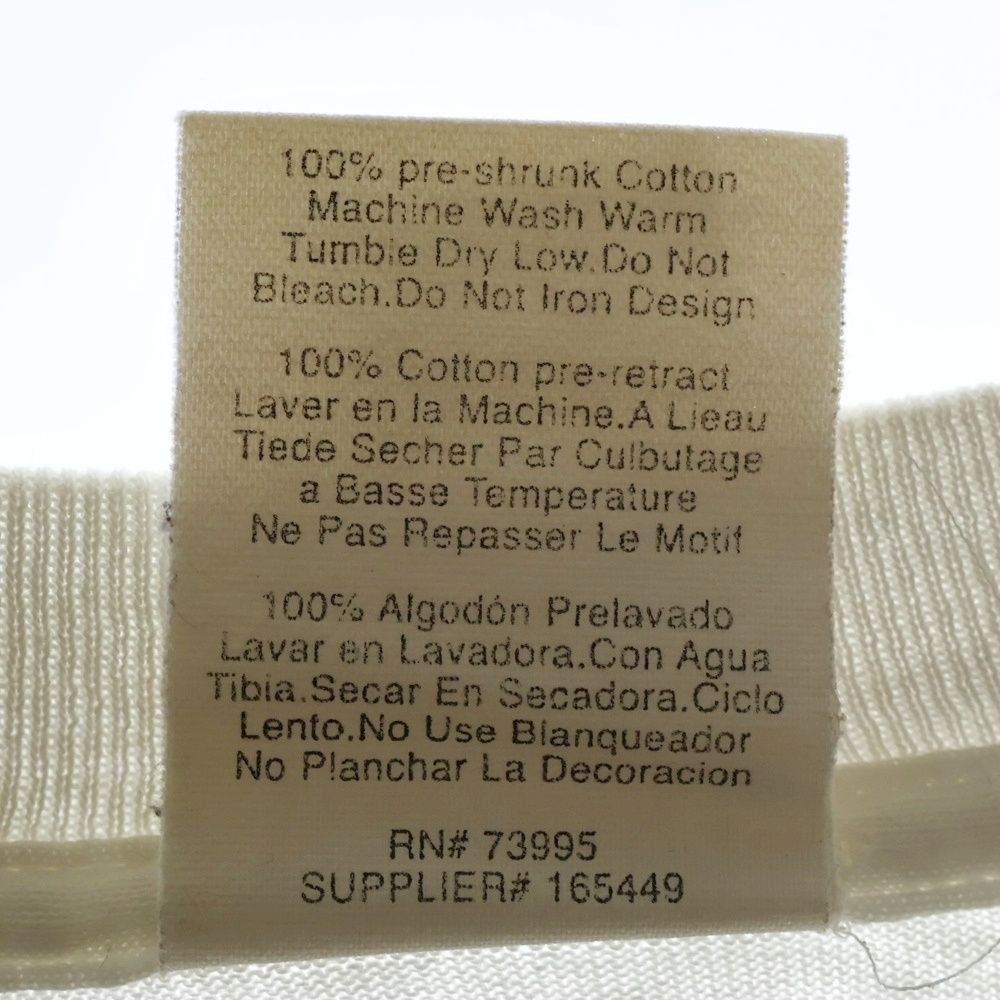 100% pre-shrunk Cotton
Machine Wash Warm
Tumble Dry Low.Do Not
Bleach.Do Not Iron Design
100% Cotton pre-retract
Laver en la Machine.A Lieau
Tiede Secher Par Culbutage
a Basse Temperature
Ne Pas Repasser Le Motif
100% Algodón Prelavado
Lavar en Lavadora.Con Agua
Tibia.Secar En Secadora.Ciclo
Lento.No Use Blanqueador
No Planchar La Decoracion
RN# 73995
SUPPLIER# 165449